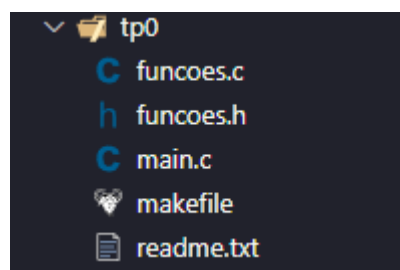 tp0
C funcoes.c
h funcoes.h
C main.c
makefile
readme.txt